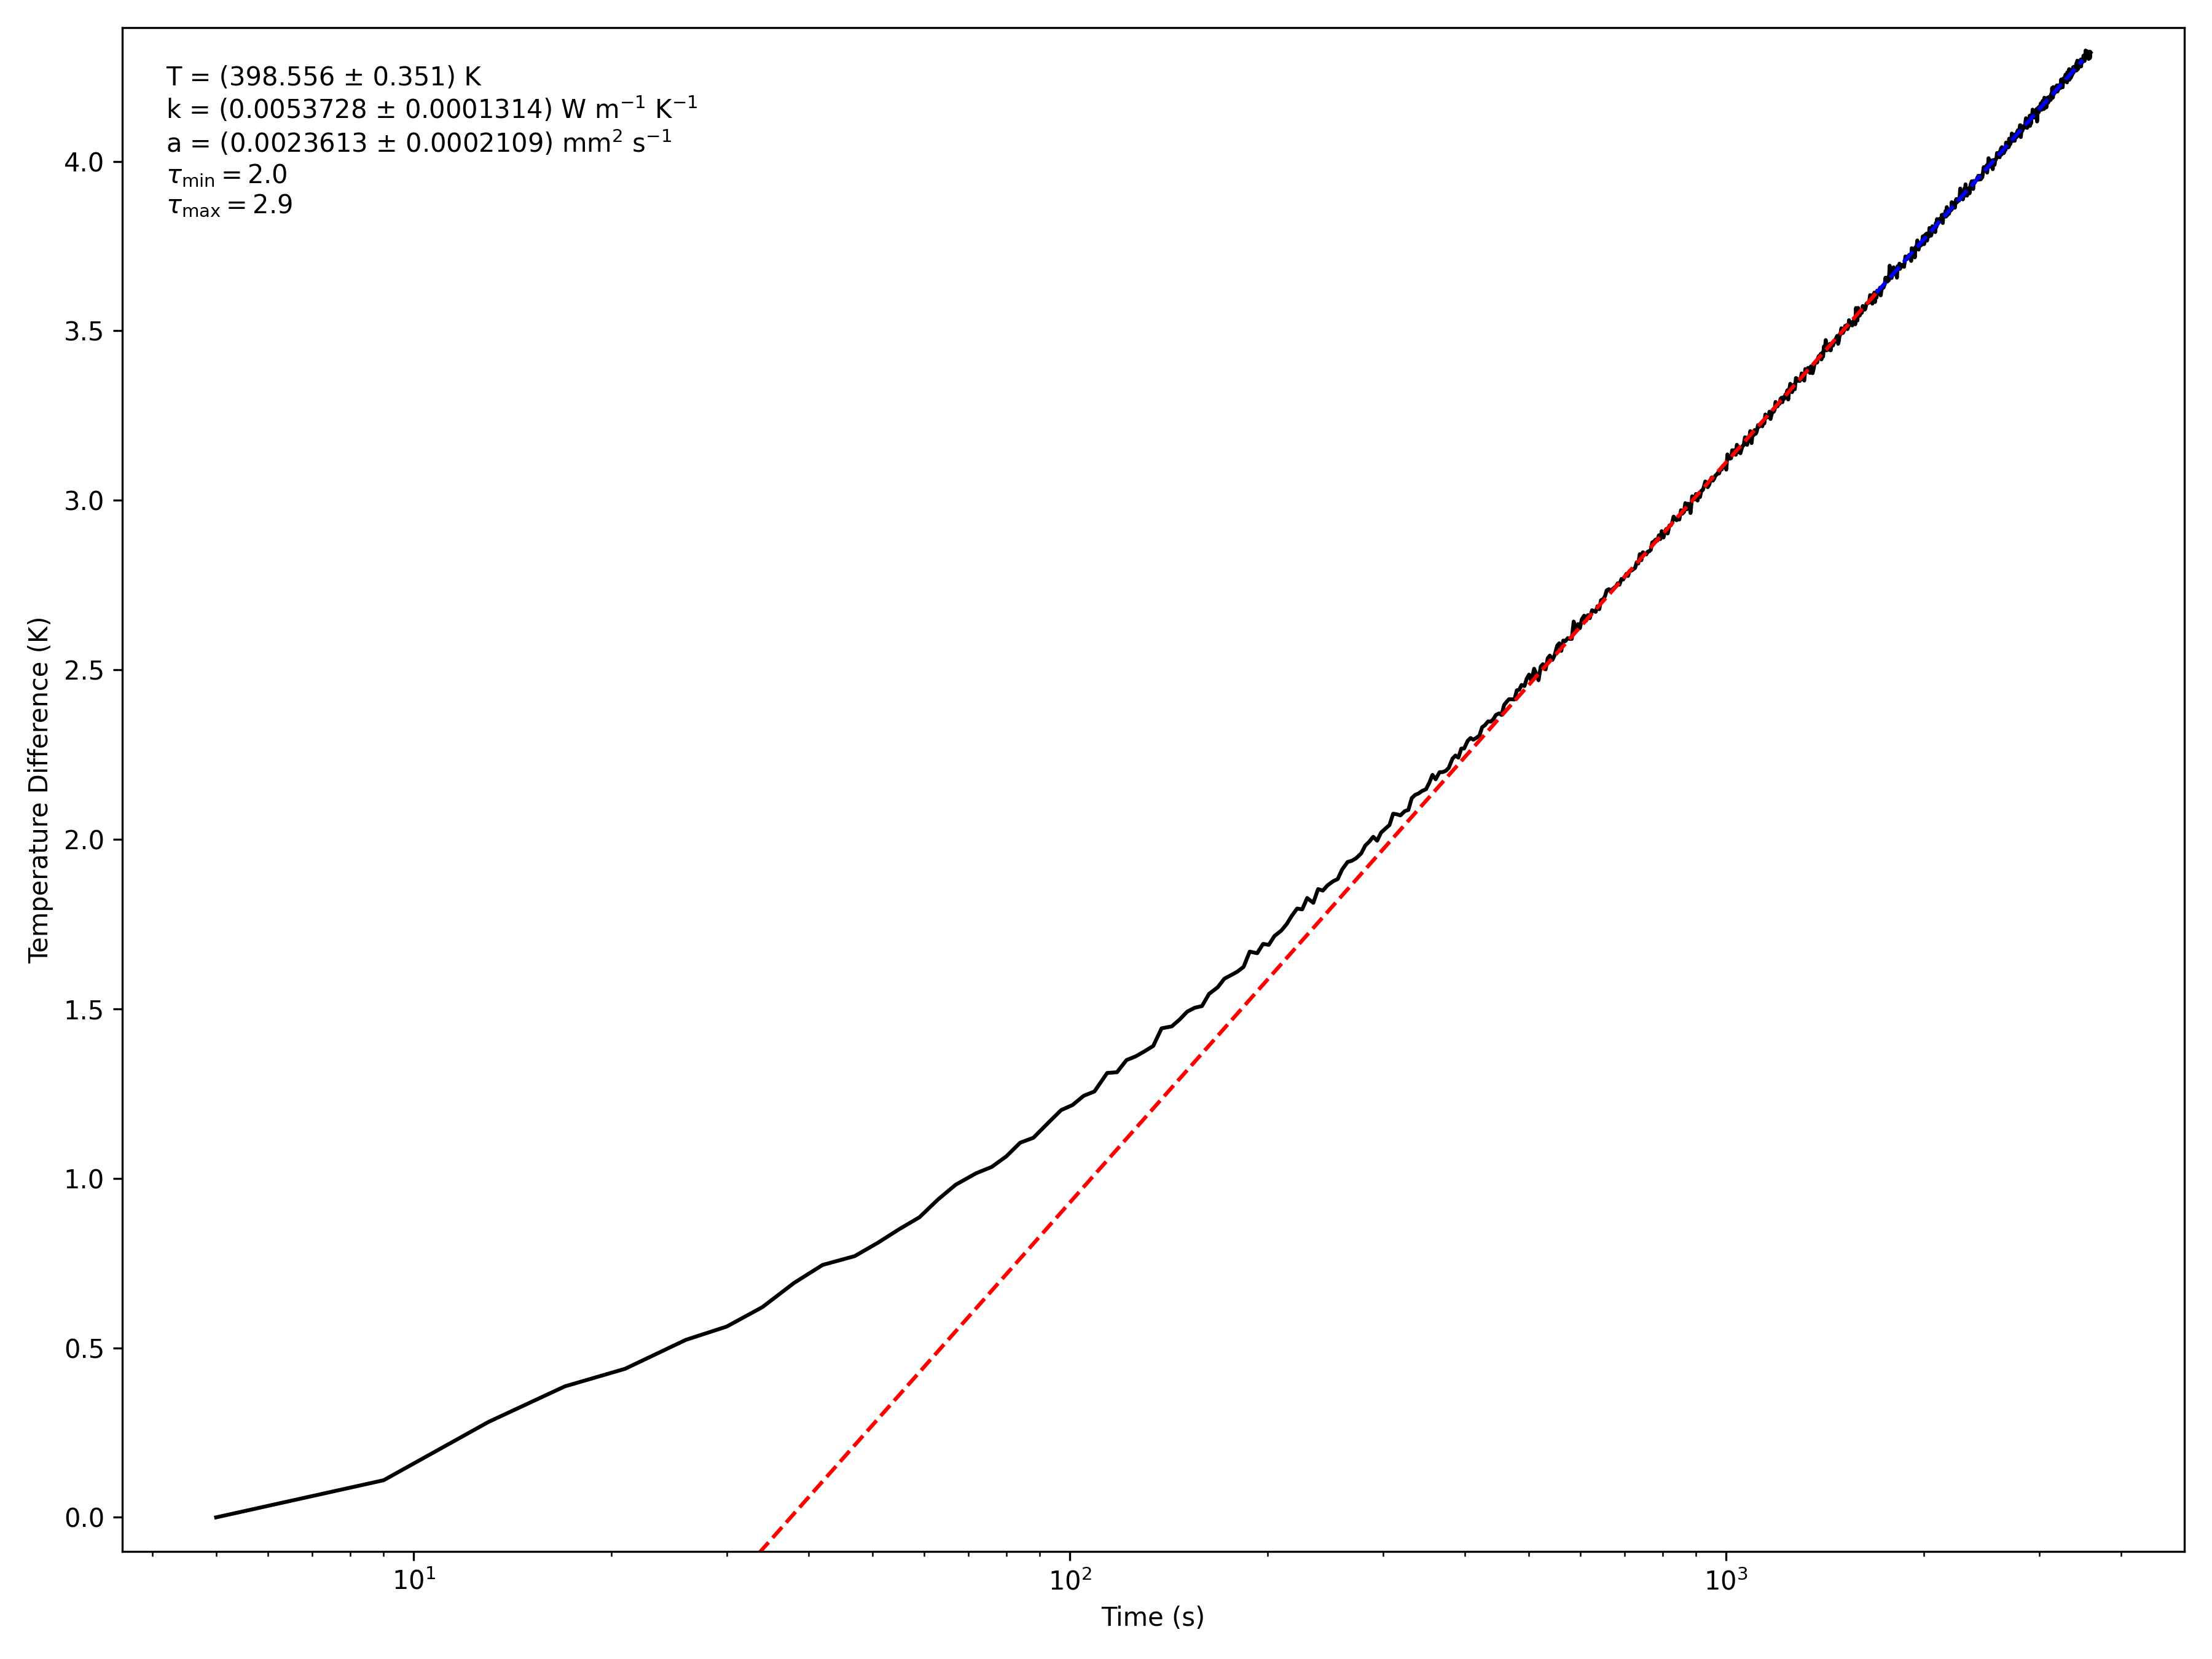 T = (398.556 ± 0.351) K
k = (0.0053728 ± 0.0001314) W m⁻¹ K⁻¹
a = (0.0023613 ± 0.0002109) mm² s⁻¹
τmin = 2.0
τmax = 2.9
4.0
3.5
3.0
2.5
2.0
1.5
1.0
0.5
0.0
Temperature Difference (K)
10¹
10²
10³
Time (s)